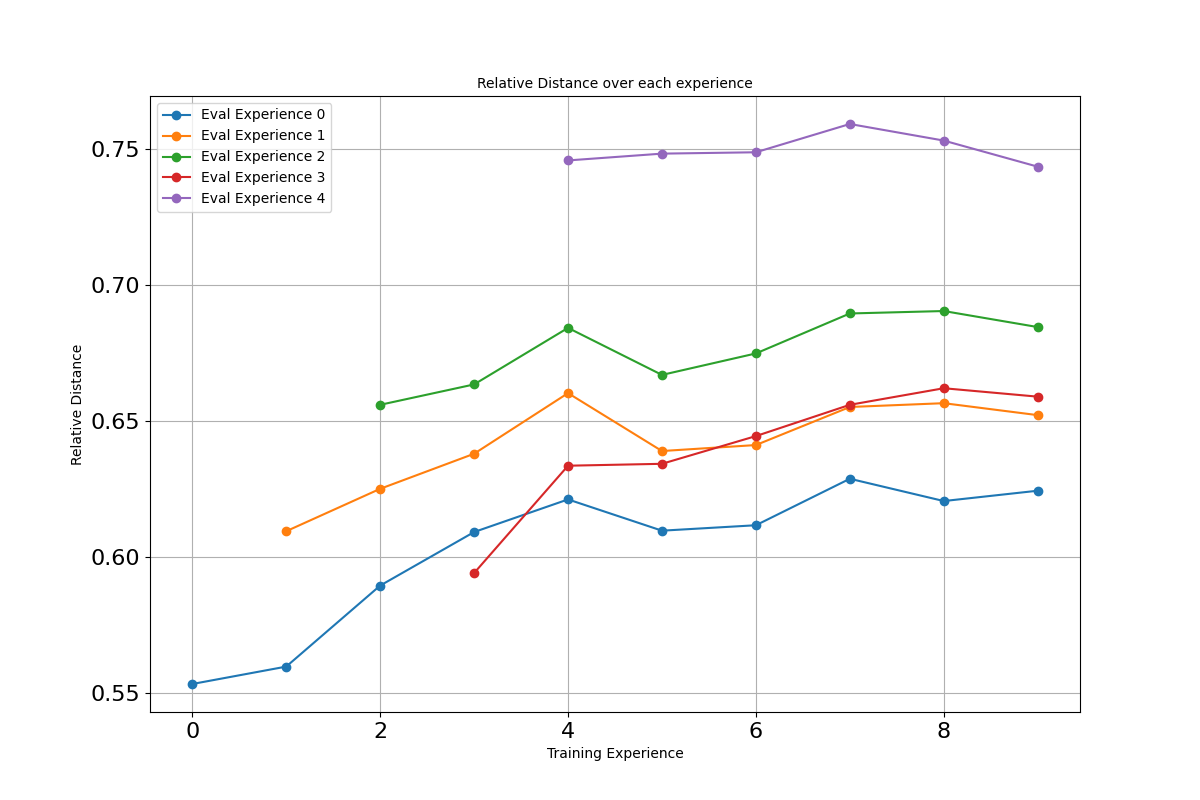 Relative Distance over each experience
Eval Experience 0
Eval Experience 1
Eval Experience 2
Eval Experience 3
Eval Experience 4
0.75
0.70
0.65
0.60
0.55
Relative Distance
0 2 4 6 8
Training Experience